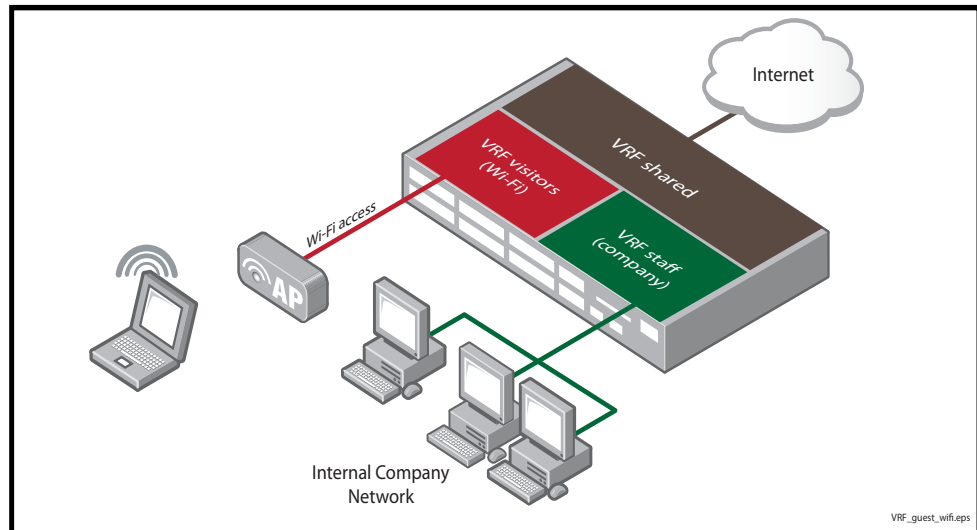 Internet
VRF shared
VRF visitors
(Wi-Fi)
VRF staff
(company)
Wi-Fi access
AP
Internal Company
Network
VRF_guest_wifi.eps